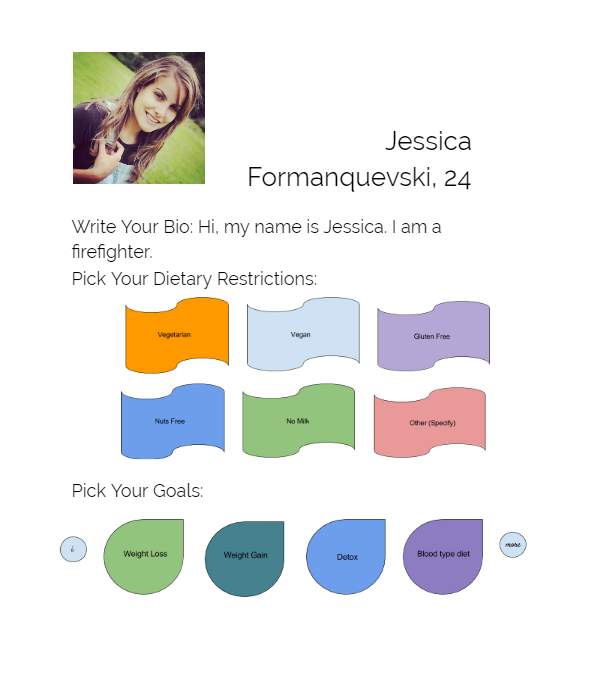 Jessica
Formanquevski, 24
Write Your Bio: Hi, my name is Jessica. I am a
firefighter.
Pick Your Dietary Restrictions:
Vegetarian
Vegan
Gluten Free
Nuts Free
No Milk
Other (Specify)
Pick Your Goals:
i
Weight Loss
Weight Gain
Detox
Blood type diet
more